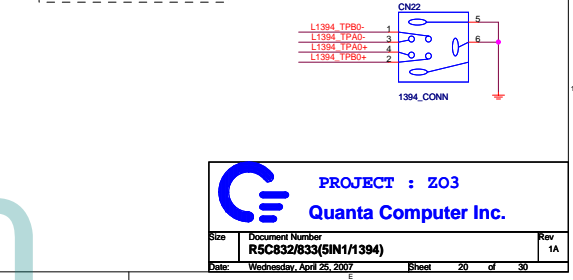 CN22
L1394_TPB0- 1 5
L1394_TPA0- 3 6
L1394_TPA0+ 4
L1394_TPB0+ 2
1394_CONN
PROJECT : ZO3
Quanta Computer Inc.
Size Document Number Rev
R5C832/833(5IN1/1394) 1A
Date: Wednesday, April 25, 2007 Sheet 20 of 30
E